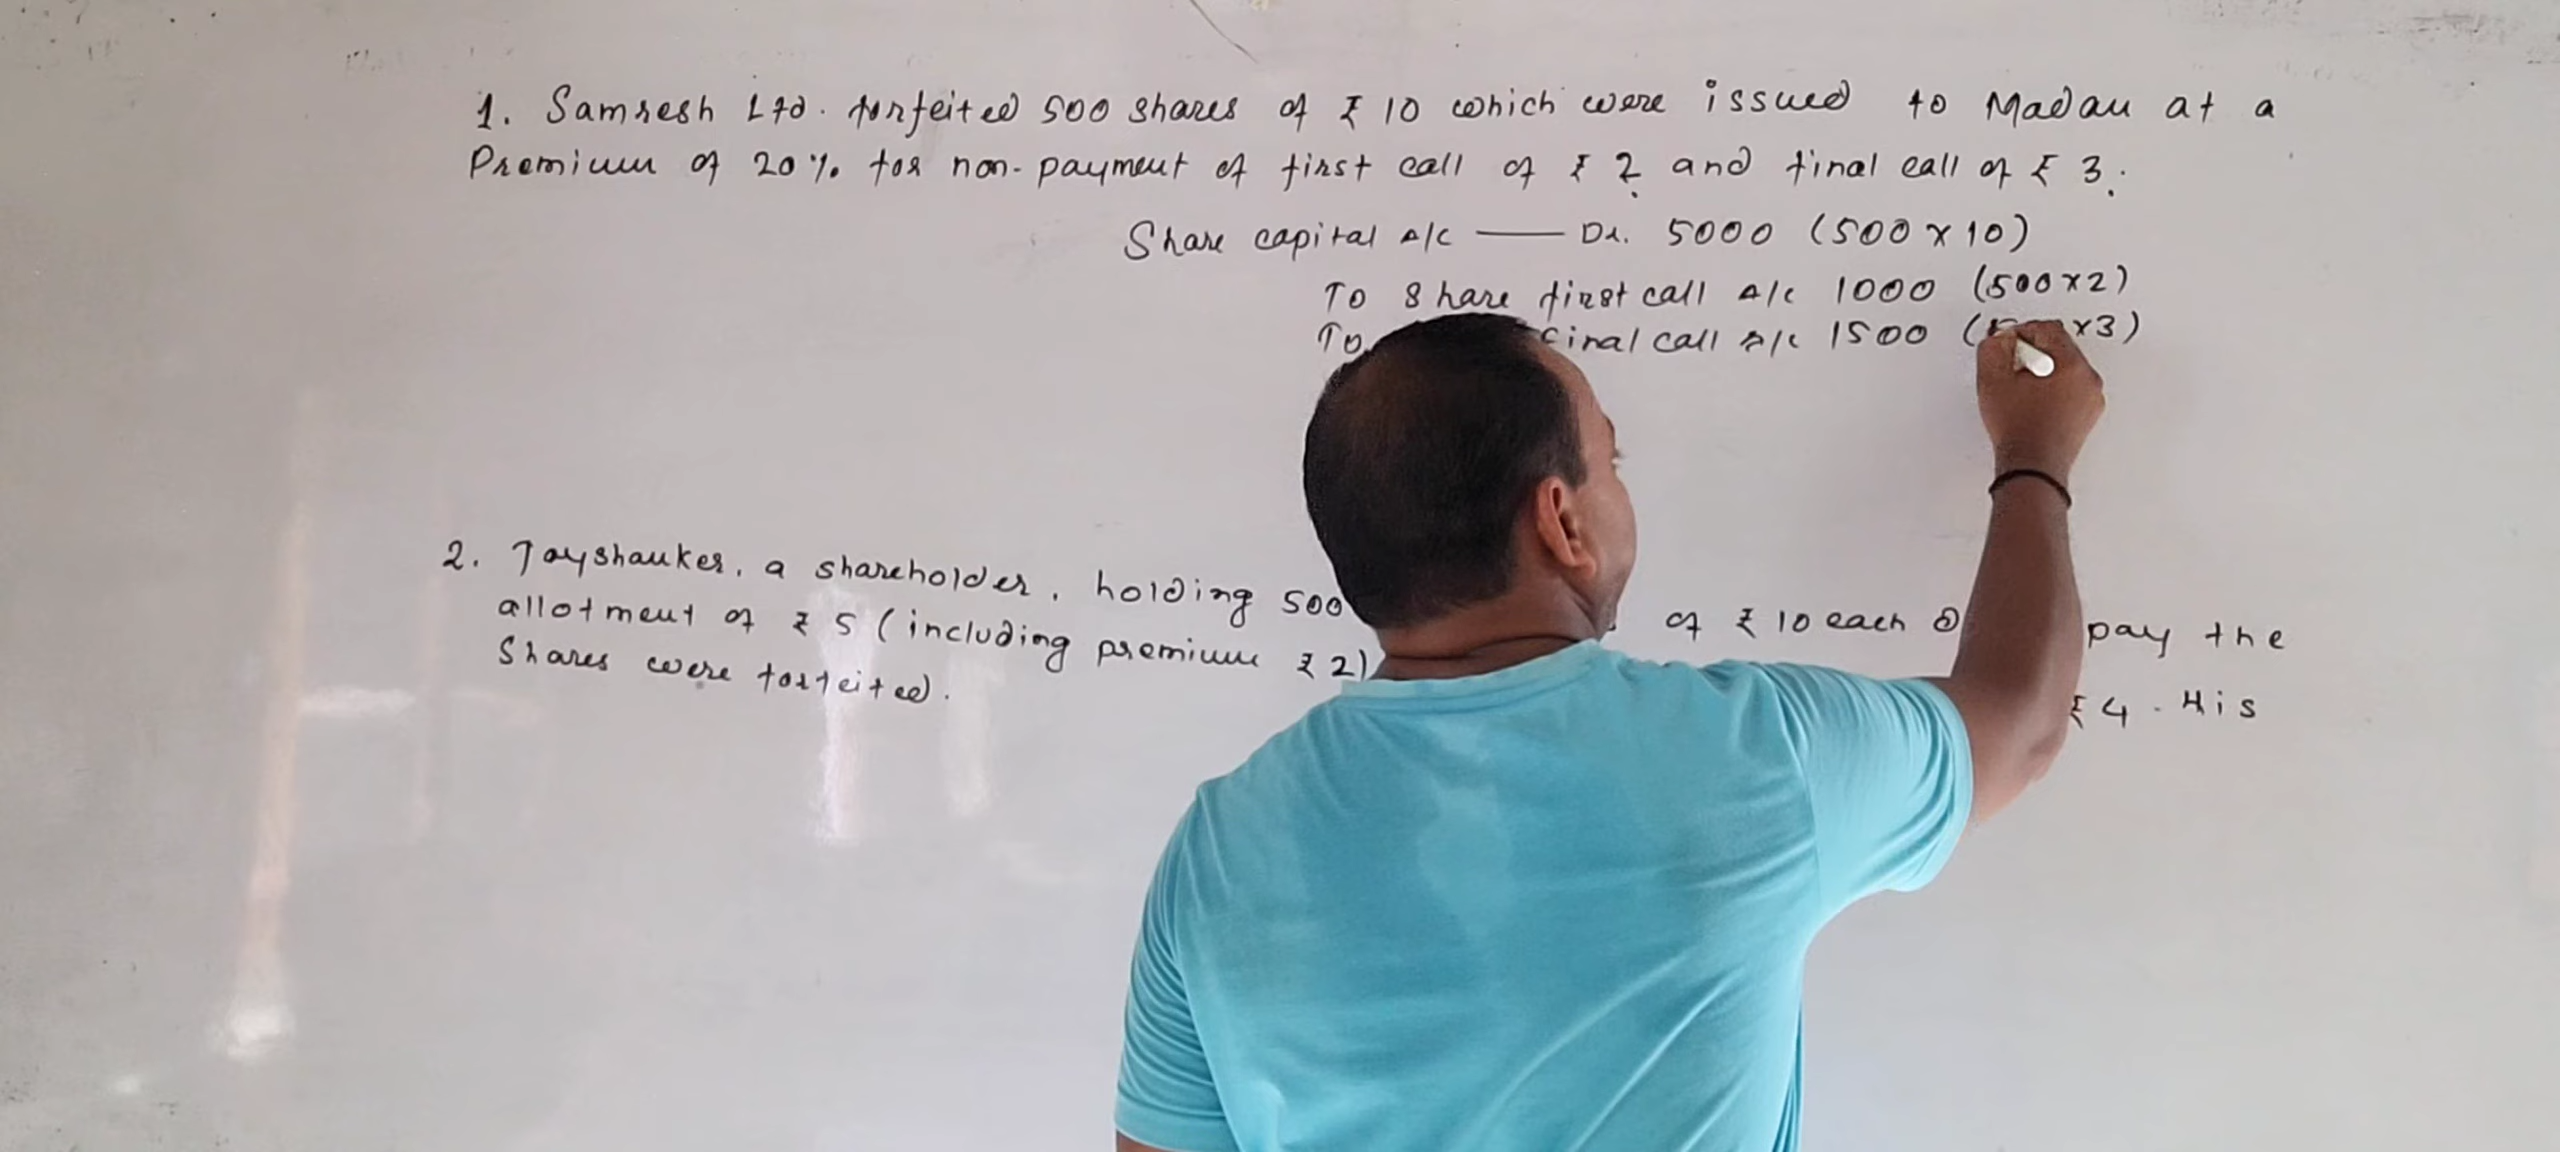 1. Samresh Ltd. forfeited 500 shares of ₹ 10 which were issued to Madan at a
Premium of 20% for non-payment of first call of ₹ 2 and final call of ₹ 3.
Share capital A/c —— Dr. 5000 (500 x 10)
To Share first call A/c 1000 (500x2)
To final call A/c 1500 ( x3)
2. Jayshanker, a shareholder, holding 500 of ₹ 10 each pay the
allotment of ₹ 5 (including premium ₹ 2) ₹ 4. His
Shares were forfeited.